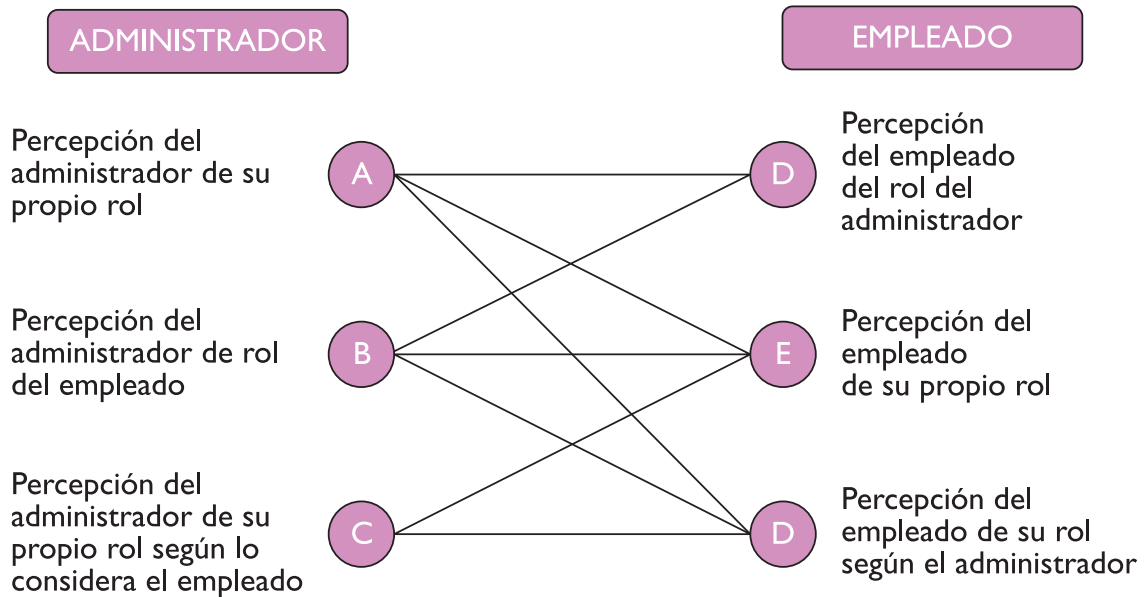 ADMINISTRADOR
EMPLEADO
Percepción del
administrador de su
propio rol
A
D
Percepción
del empleado
del rol del
administrador
Percepción del
administrador de rol
del empleado
B
E
Percepción del
empleado
de su propio rol
Percepción del
administrador de su
propio rol según lo
considera el empleado
C
D
Percepción del
empleado de su rol
según el administrador